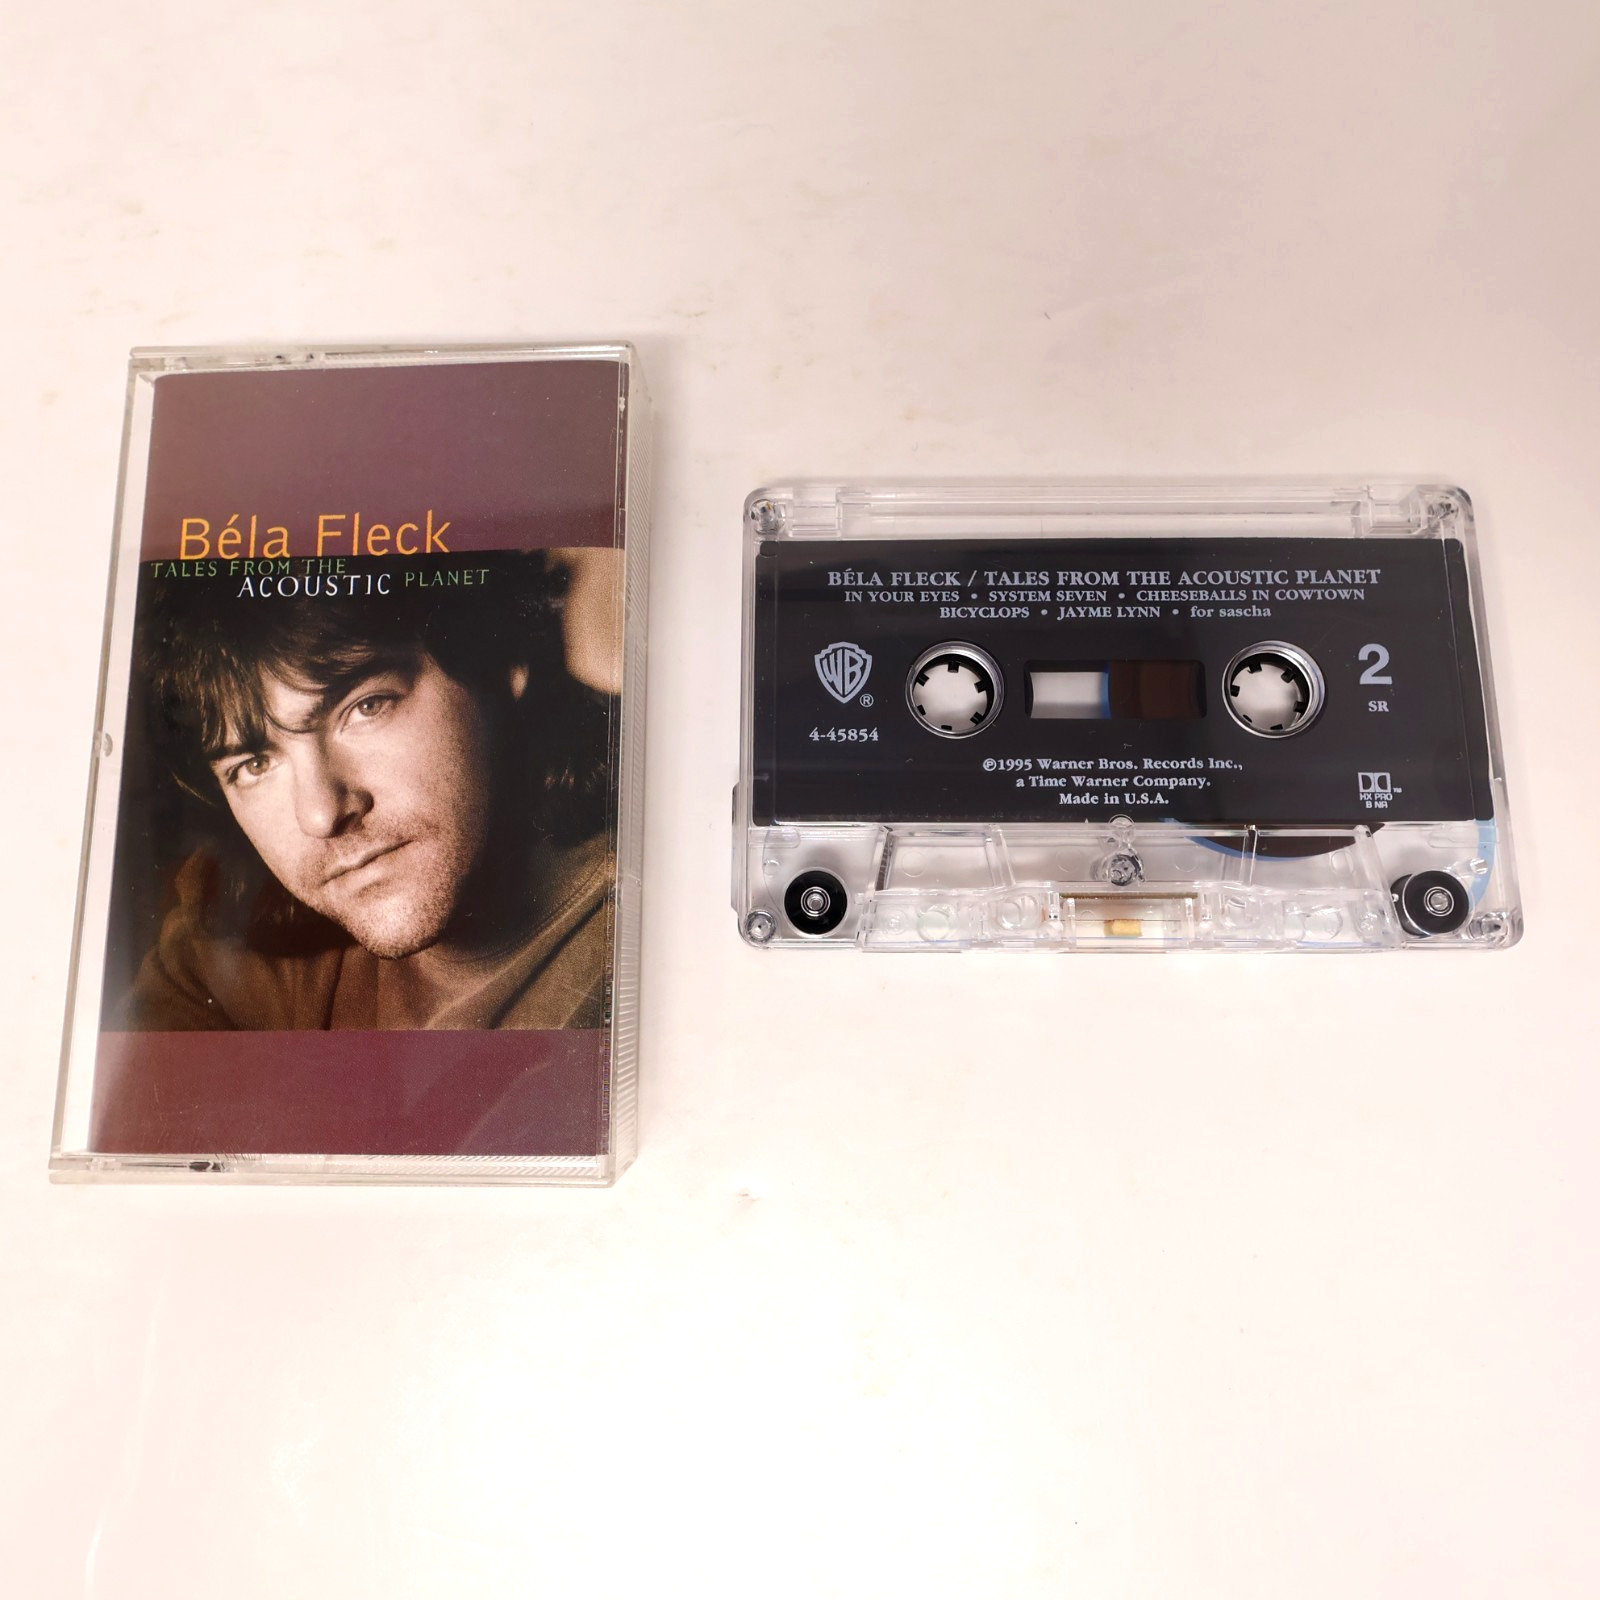 Béla Fleck
TALES FROM THE
ACOUSTIC PLANET
BÉLA FLECK / TALES FROM THE ACOUSTIC PLANET
IN YOUR EYES • SYSTEM SEVEN • CHEESEBALLS IN COWTOWN
BICYCLOPS • JAYME LYNN • for sascha
WB
®
2
SR
4-45854
℗1995 Warner Bros. Records Inc.,
a Time Warner Company.
Made in U.S.A.
™
HX PRO
B NR